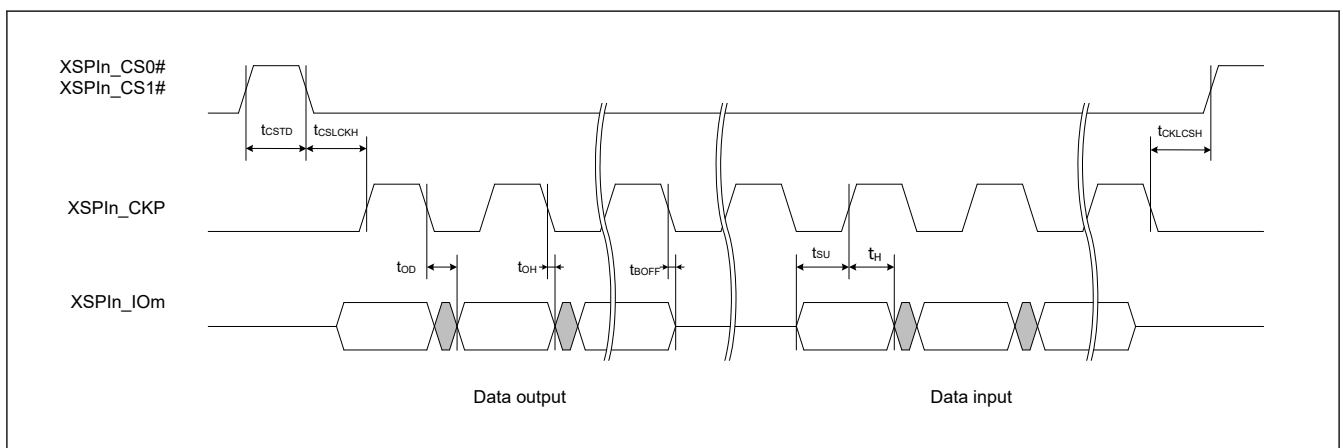 XSPIn_CS0#
XSPIn_CS1#
tCSTD
tCSLCKH
tCKLCSH
XSPIn_CKP
tOD
tOH
tBOFF
tSU
tH
XSPIn_IOm
Data output
Data input